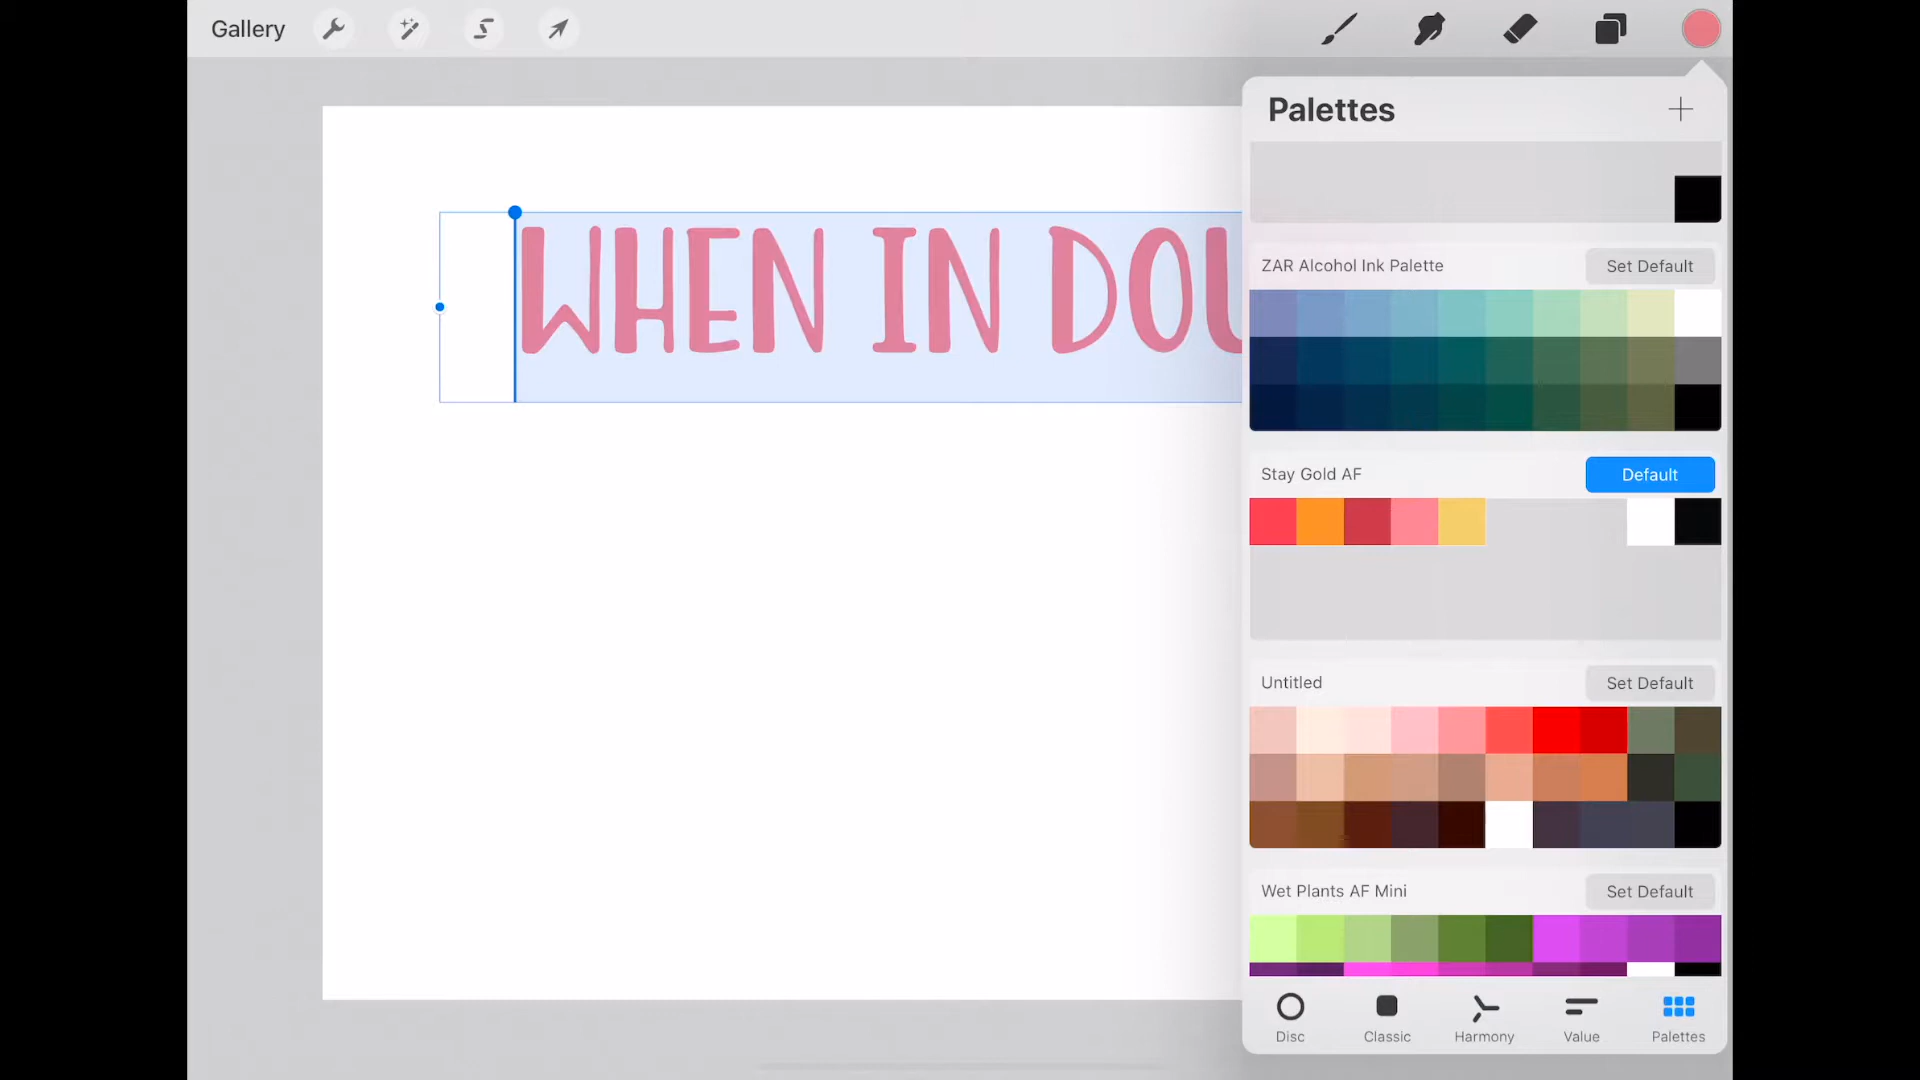 Gallery
Palettes
WHEN IN DOU
ZAR Alcohol Ink Palette
Set Default
Stay Gold AF
Default
Untitled
Set Default
Wet Plants AF Mini
Set Default
Disc
Classic
Harmony
Value
Palettes